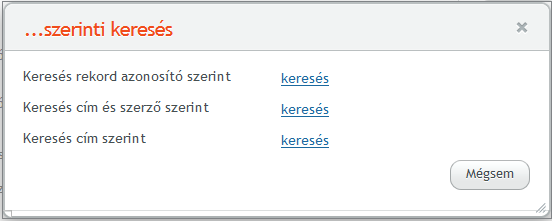 ...szerinti keresés
Keresés rekord azonosító szerint keresés
Keresés cím és szerző szerint keresés
Keresés cím szerint keresés
Mégsem